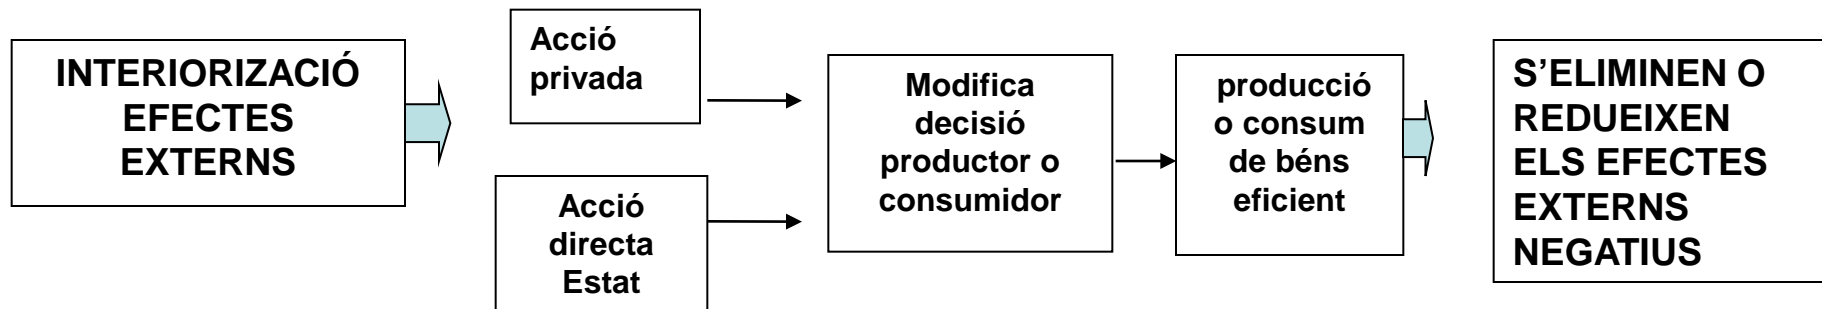 INTERIORIZACIÓ
EFECTES
EXTERNS
Acció
privada
Acció
directa
Estat
Modifica
decisió
productor o
consumidor
producció
o consum
de béns
eficient
S’ELIMINEN O
REDUEIXEN
ELS EFECTES
EXTERNS
NEGATIUS